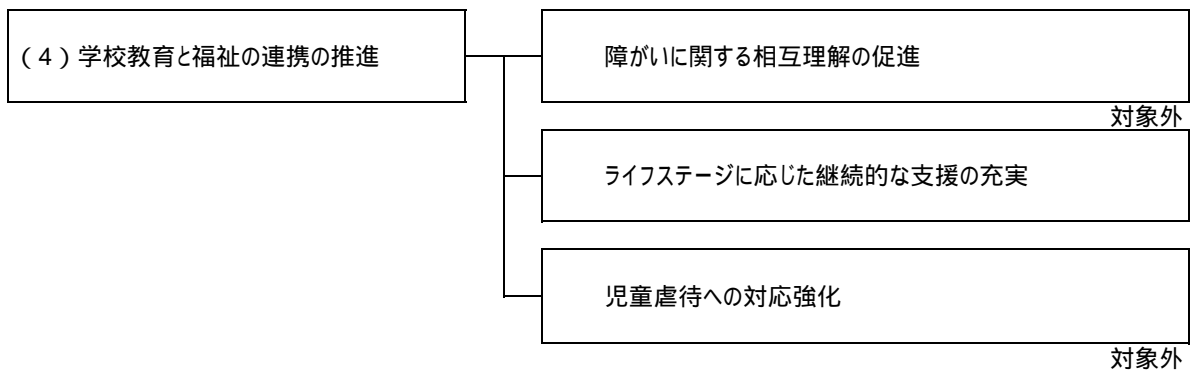 （４）学校教育と福祉の連携の推進
障がいに関する相互理解の促進
対象外
ライフステージに応じた継続的な支援の充実
児童虐待への対応強化
対象外